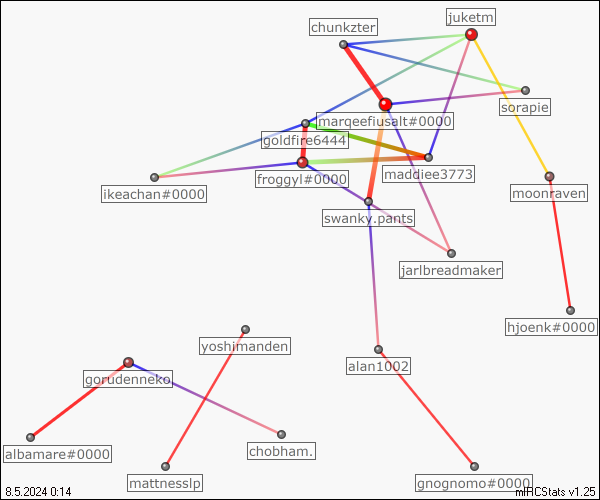 juketm
chunkzter
sorapie
marqeefiusalt#0000
goldfire6444
maddiee3773
froggyl#0000
ikeachan#0000
moonraven
swanky.pants
jarlbreadmaker
hjoenk#0000
yoshimanden
alan1002
gorudenneko
albamare#0000
chobham.
mattnesslp
gnognomo#0000
8.5.2024 0:14
mIRCStats v1.25